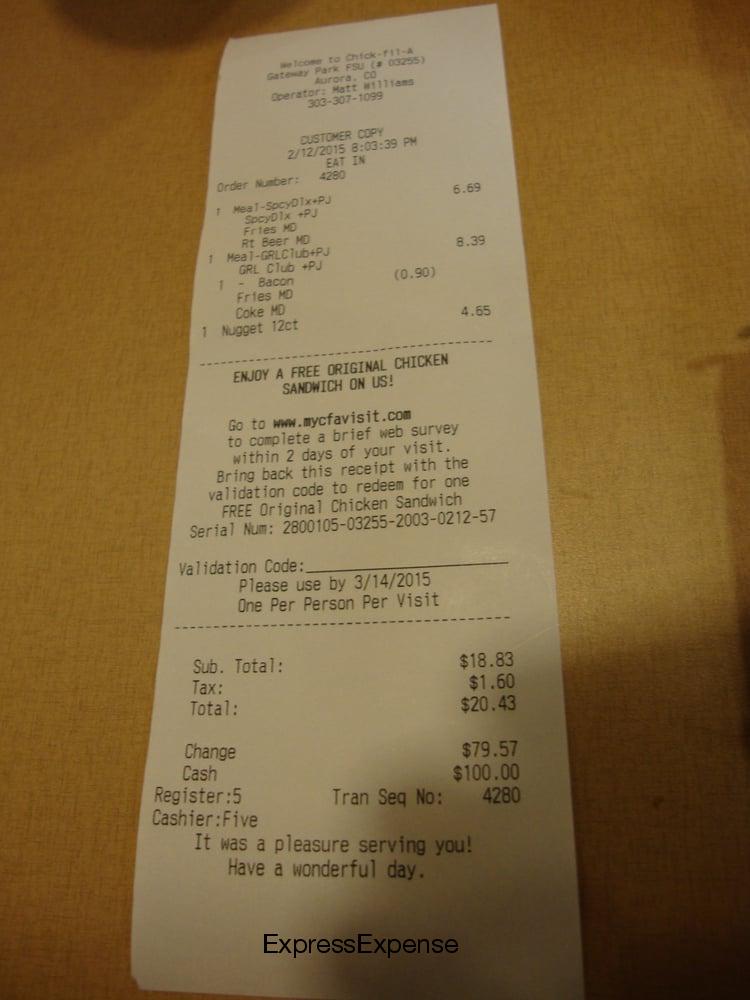 Welcome to Chick-fil-A
Gateway Park FSU (# 03255)
Aurora, CO
Operator: Matt Williams
303-307-1099
CUSTOMER COPY
2/12/2015 8:03:39 PM
EAT IN
Order Number: 4280
1 Meal-SpcyDlx+PJ 6.69
SpcyDlx +PJ
Fries MD
Rt Beer MD
1 Meal-GRLClub+PJ 8.39
GRL Club +PJ
1 - Bacon (0.90)
Fries MD
Coke MD
1 Nugget 12ct 4.65
ENJOY A FREE ORIGINAL CHICKEN
SANDWICH ON US!
Go to www.mycfavisit.com
to complete a brief web survey
within 2 days of your visit.
Bring back this receipt with the
validation code to redeem for one
FREE Original Chicken Sandwich
Serial Num: 2800105-03255-2003-0212-57
Validation Code:
Please use by 3/14/2015
One Per Person Per Visit
Sub. Total: $18.83
Tax: $1.60
Total: $20.43
Change $79.57
Cash $100.00
Register:5 Tran Seq No: 4280
Cashier:Five
It was a pleasure serving you!
Have a wonderful day.
ExpressExpense